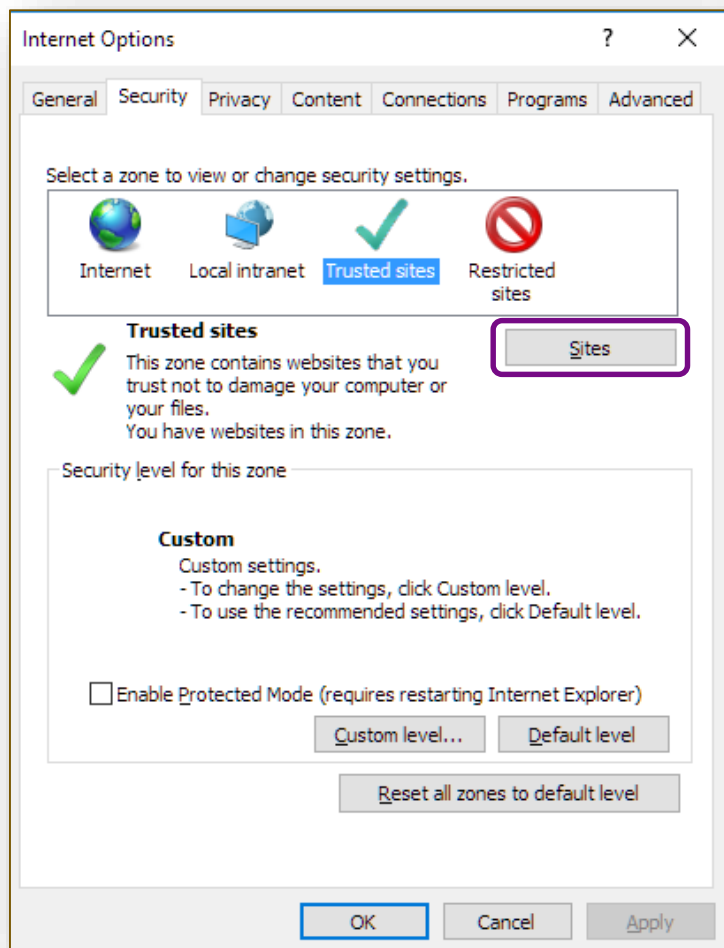 Internet Options ?
General Security Privacy Content Connections Programs Advanced
Select a zone to view or change security settings.
Internet Local intranet Trusted sites Restricted
sites
Trusted sites
Sites
This zone contains websites that you
trust not to damage your computer or
your files.
You have websites in this zone.
Security level for this zone
Custom
Custom settings.
- To change the settings, click Custom level.
- To use the recommended settings, click Default level.
Enable Protected Mode (requires restarting Internet Explorer)
Custom level... Default level
Reset all zones to default level
OK Cancel Apply